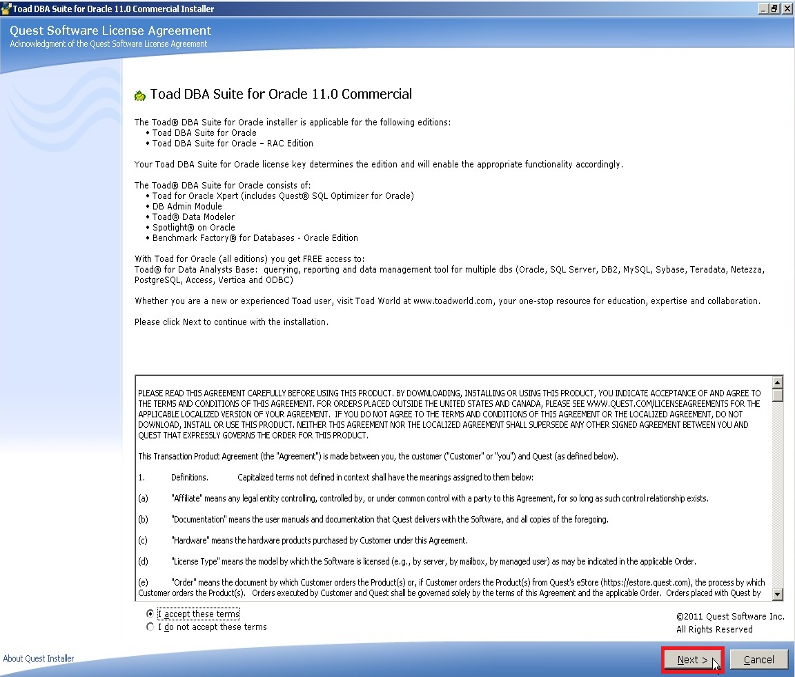 Toad DBA Suite for Oracle 11.0 Commercial Installer
Quest Software License Agreement
Acknowledgment of the Quest Software License Agreement
Toad DBA Suite for Oracle 11.0 Commercial
The Toad® DBA Suite for Oracle installer is applicable for the following editions:
• Toad DBA Suite for Oracle
• Toad DBA Suite for Oracle – RAC Edition
Your Toad DBA Suite for Oracle license key determines the edition and will enable the appropriate functionality accordingly.
The Toad® DBA Suite for Oracle consists of:
• Toad for Oracle Xpert (includes Quest® SQL Optimizer for Oracle)
• DB Admin Module
• Toad® Data Modeler
• Spotlight® on Oracle
• Benchmark Factory® for Databases - Oracle Edition
With Toad for Oracle (all editions) you get FREE access to:
Toad® for Data Analysts Base:  querying, reporting and data management tool for multiple dbs (Oracle, SQL Server, DB2, MySQL, Sybase, Teradata, Netezza,
PostgreSQL, Access, Vertica and ODBC)
Whether you are a new or experienced Toad user, visit Toad World at www.toadworld.com, your one-stop resource for education, expertise and collaboration.
Please click Next to continue with the installation.
PLEASE READ THIS AGREEMENT CAREFULLY BEFORE USING THIS PRODUCT. BY DOWNLOADING, INSTALLING OR USING THIS PRODUCT, YOU INDICATE ACCEPTANCE OF AND AGREE TO
THE TERMS AND CONDITIONS OF THIS AGREEMENT. FOR ORDERS PLACED OUTSIDE THE UNITED STATES AND CANADA, PLEASE SEE WWW.QUEST.COM/LICENSEAGREEMENTS FOR THE
APPLICABLE LOCALIZED VERSION OF YOUR AGREEMENT.  IF YOU DO NOT AGREE TO THE TERMS AND CONDITIONS OF THIS AGREEMENT OR THE LOCALIZED AGREEMENT, DO NOT
DOWNLOAD, INSTALL OR USE THIS PRODUCT. NEITHER THIS AGREEMENT NOR THE LOCALIZED AGREEMENT SHALL SUPERSEDE ANY OTHER SIGNED AGREEMENT BETWEEN YOU AND
QUEST THAT EXPRESSLY GOVERNS THE ORDER FOR THIS PRODUCT.
This Transaction Product Agreement (the "Agreement") is made between you, the customer ("Customer" or "you") and Quest (as defined below).
1. Definitions. Capitalized terms not defined in context shall have the meanings assigned to them below:
(a) "Affiliate" means any legal entity controlling, controlled by, or under common control with a party to this Agreement, for so long as such control relationship exists.
(b) "Documentation" means the user manuals and documentation that Quest delivers with the Software, and all copies of the foregoing.
(c) "Hardware" means the hardware products purchased by Customer under this Agreement.
(d) "License Type" means the model by which the Software is licensed (e.g., by server, by mailbox, by managed user) as may be indicated in the applicable Order.
(e) "Order" means the document by which Customer orders the Product(s) or, if Customer orders the Product(s) from Quest's eStore (https://estore.quest.com), the process by which
Customer orders the Product(s).  Orders executed by Customer and Quest shall be governed solely by the terms of this Agreement and the applicable Order.  Orders placed with Quest by
I accept these terms
I do not accept these terms
©2011 Quest Software Inc.
All Rights Reserved
About Quest Installer
Next >
Cancel